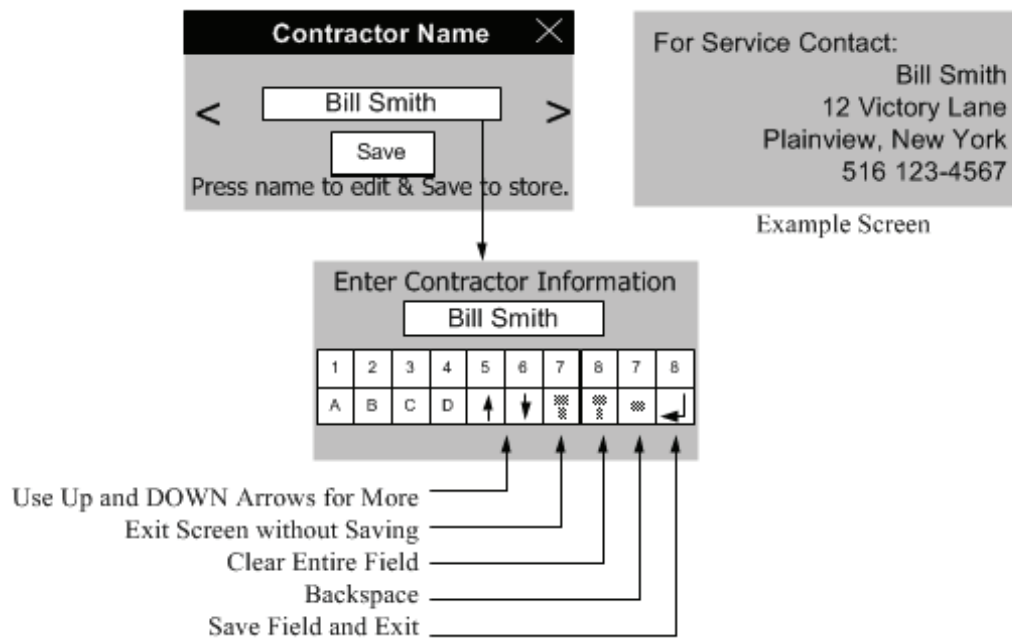 Contractor Name
< Bill Smith >
Save
Press name to edit & Save to store.
For Service Contact:
Bill Smith
12 Victory Lane
Plainview, New York
516 123-4567
Example Screen
Enter Contractor Information
Bill Smith
1 2 3 4 5 6 7 8 7 8
A B C D
Use Up and DOWN Arrows for More
Exit Screen without Saving
Clear Entire Field
Backspace
Save Field and Exit